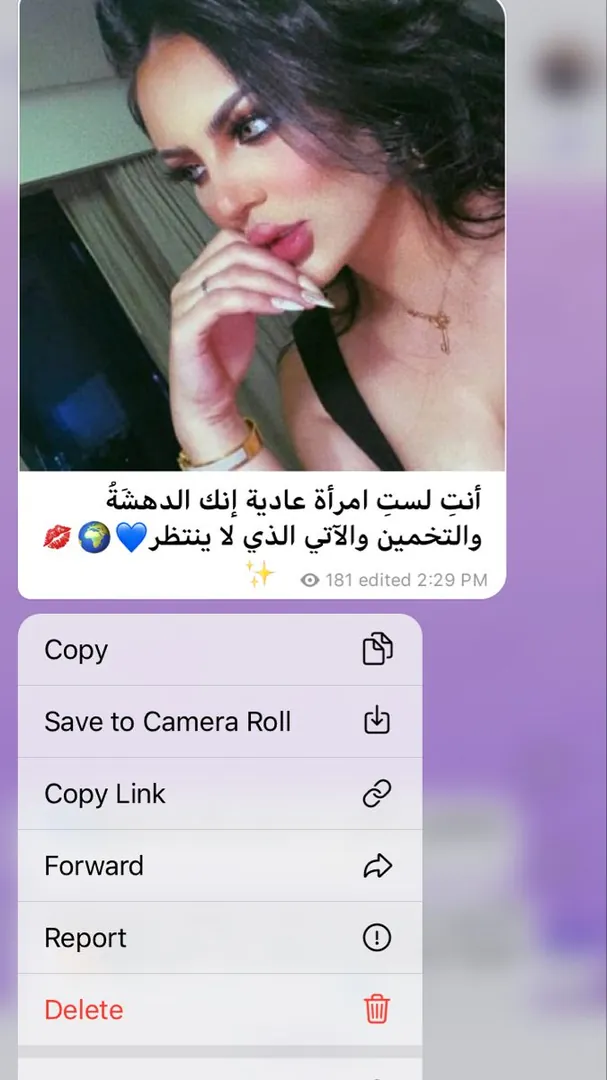 أنتِ لستِ امرأة عادية إنك الدهشَةُ
والتخمين والآتي الذي لا ينتظر💙🌍💋
✨ 181 edited 2:29 PM
Copy
Save to Camera Roll
Copy Link
Forward
Report
Delete